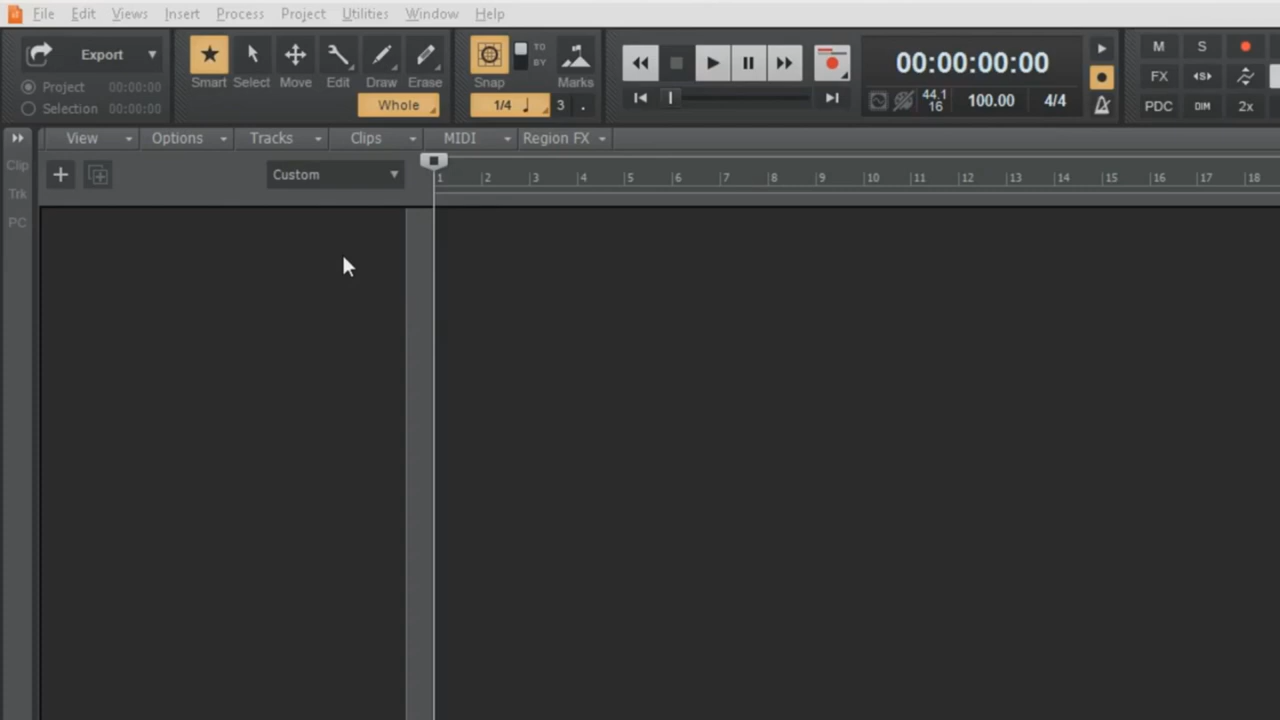 File Edit Views Insert Process Project Utilities Window Help
Export
Project 00:00:00
Selection 00:00:00
Smart Select Move Edit Draw Erase
Whole
Snap TO BY Marks
1/4 3 .
00:00:00:00
44.1 16 100.00 4/4
M S
FX
PDC DIM 2x
View Options Tracks Clips MIDI Region FX
Clip
Trk
PC
Custom
1 2 3 4 5 6 7 8 9 10 11 12 13 14 15 16 17 18